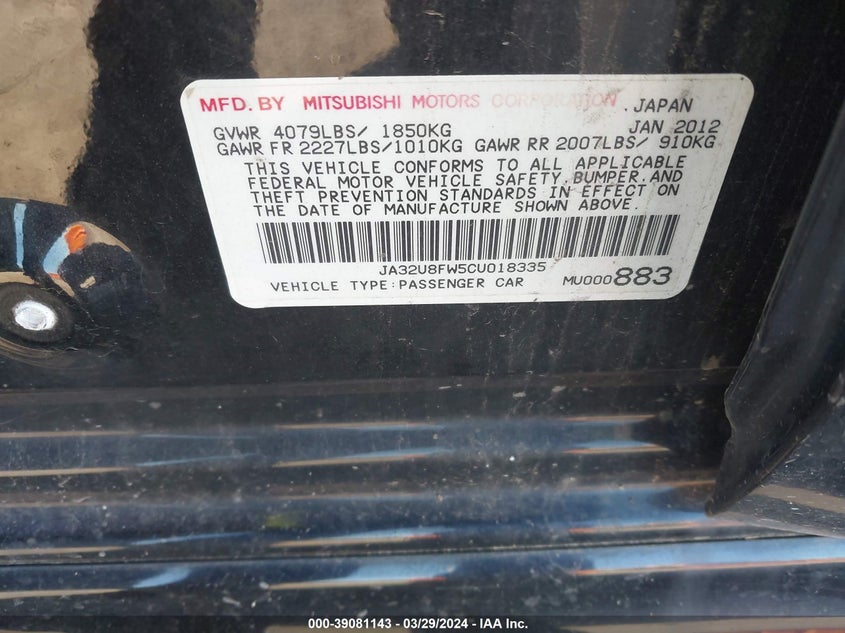 MFD. BY MITSUBISHI MOTORS CORPORATION, JAPAN
GVWR 4079LBS/ 1850KG JAN 2012
GAWR FR 2227LBS/1010KG GAWR RR 2007LBS/ 910KG
THIS VEHICLE CONFORMS TO ALL APPLICABLE
FEDERAL MOTOR VEHICLE SAFETY,BUMPER,AND
THEFT PREVENTION STANDARDS IN EFFECT ON
THE DATE OF MANUFACTURE SHOWN ABOVE.
JA32U8FW5CU018335
VEHICLE TYPE:PASSENGER CAR MU000883
000-39081143 - 03/29/2024 - IAA Inc.